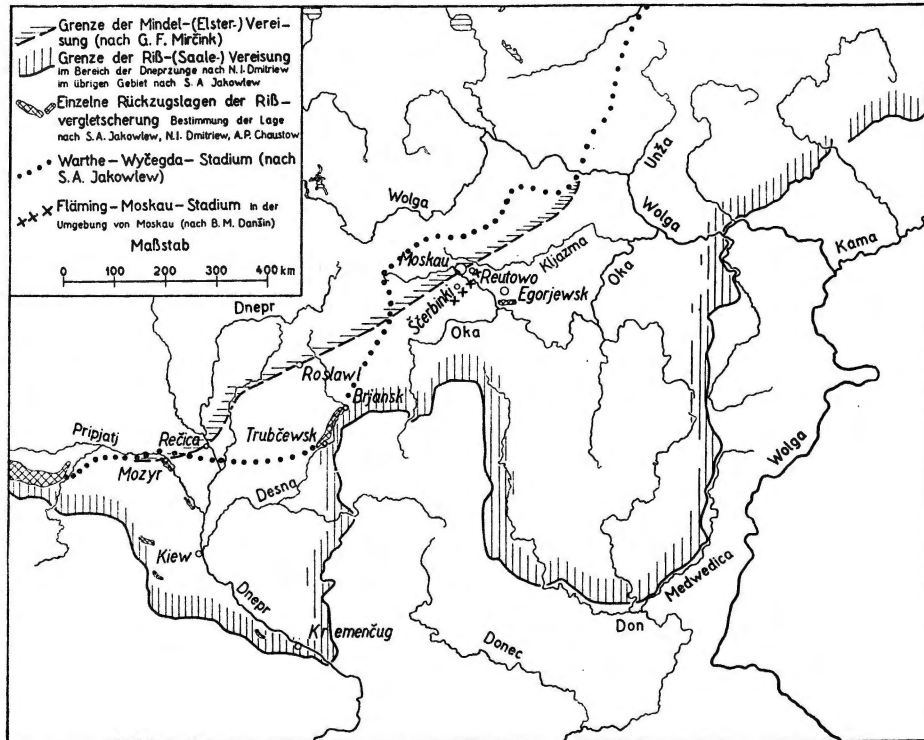 Grenze der Mindel-(Elster-) Verei-
sung (nach G. F. Mirčink)
Grenze der Riß-(Saale-) Vereisung
im Bereich der Dneprzunge nach N. I. Dmitriew
im übrigen Gebiet nach S. A. Jakowlew
Einzelne Rückzugslagen der Riß-
vergletscherung Bestimmung der Lage
nach S.A. Jakowlew, N.I. Dmitriew, A.P. Chaustow
Warthe-Wyčegda-Stadium (nach
S. A. Jakowlew)
Fläming-Moskau-Stadium in der
Umgebung von Moskau (nach B. M. Danšin)
Maßstab
0 100 200 300 400 km
Unža
Wolga
Wolga
Kama
Moskau
Kljazma
Reutowo
Oka
Ščerbinki
Egorjewsk
Dnepr
Oka
Roslawl
Brjansk
Pripjatj
Rečica
Trubčewsk
Wolga
Mozyr
Desna
Kiew
Medwedica
Dnepr
Don
Kremenčug
Donec